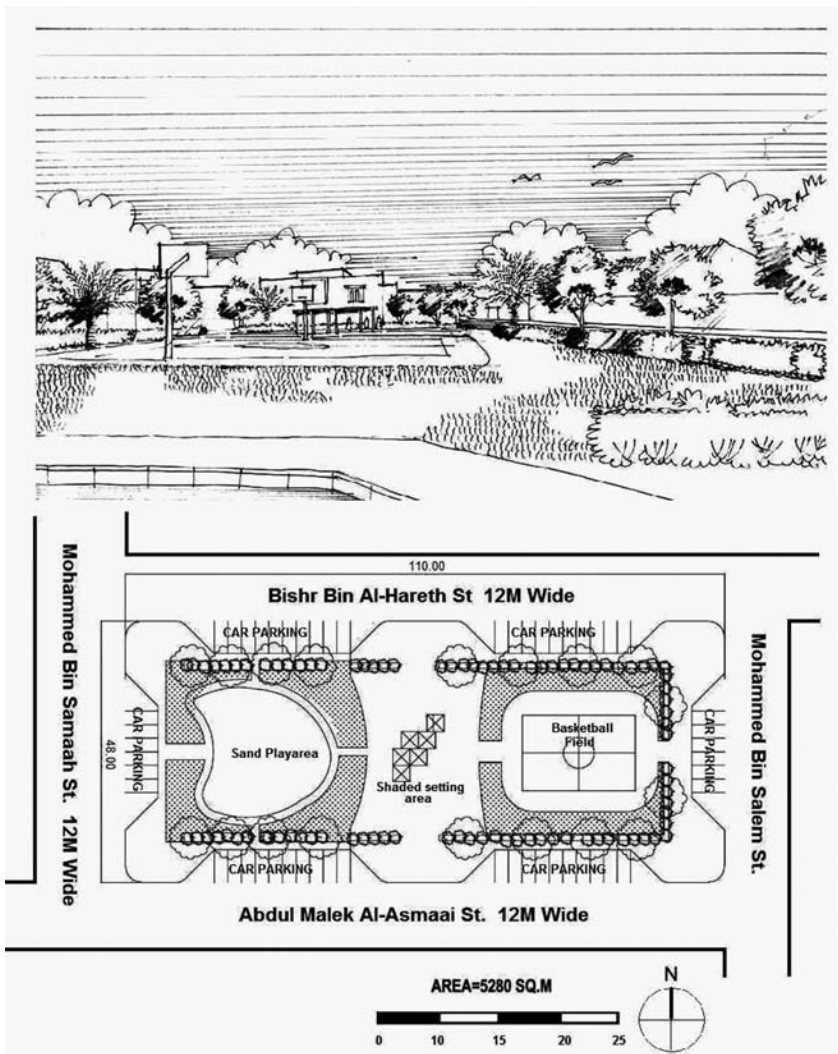 110.00
Bishr Bin Al-Hareth St 12M Wide
CAR PARKING
CAR PARKING
Mohammed Bin Samaah St. 12M Wide
48.00
CAR PARKING
Sand Playarea
Shaded setting
area
Basketball
Field
CAR PARKING
Mohammed Bin Salem St.
CAR PARKING
CAR PARKING
Abdul Malek Al-Asmaai St. 12M Wide
AREA=5280 SQ.M
N
0 10 15 20 25